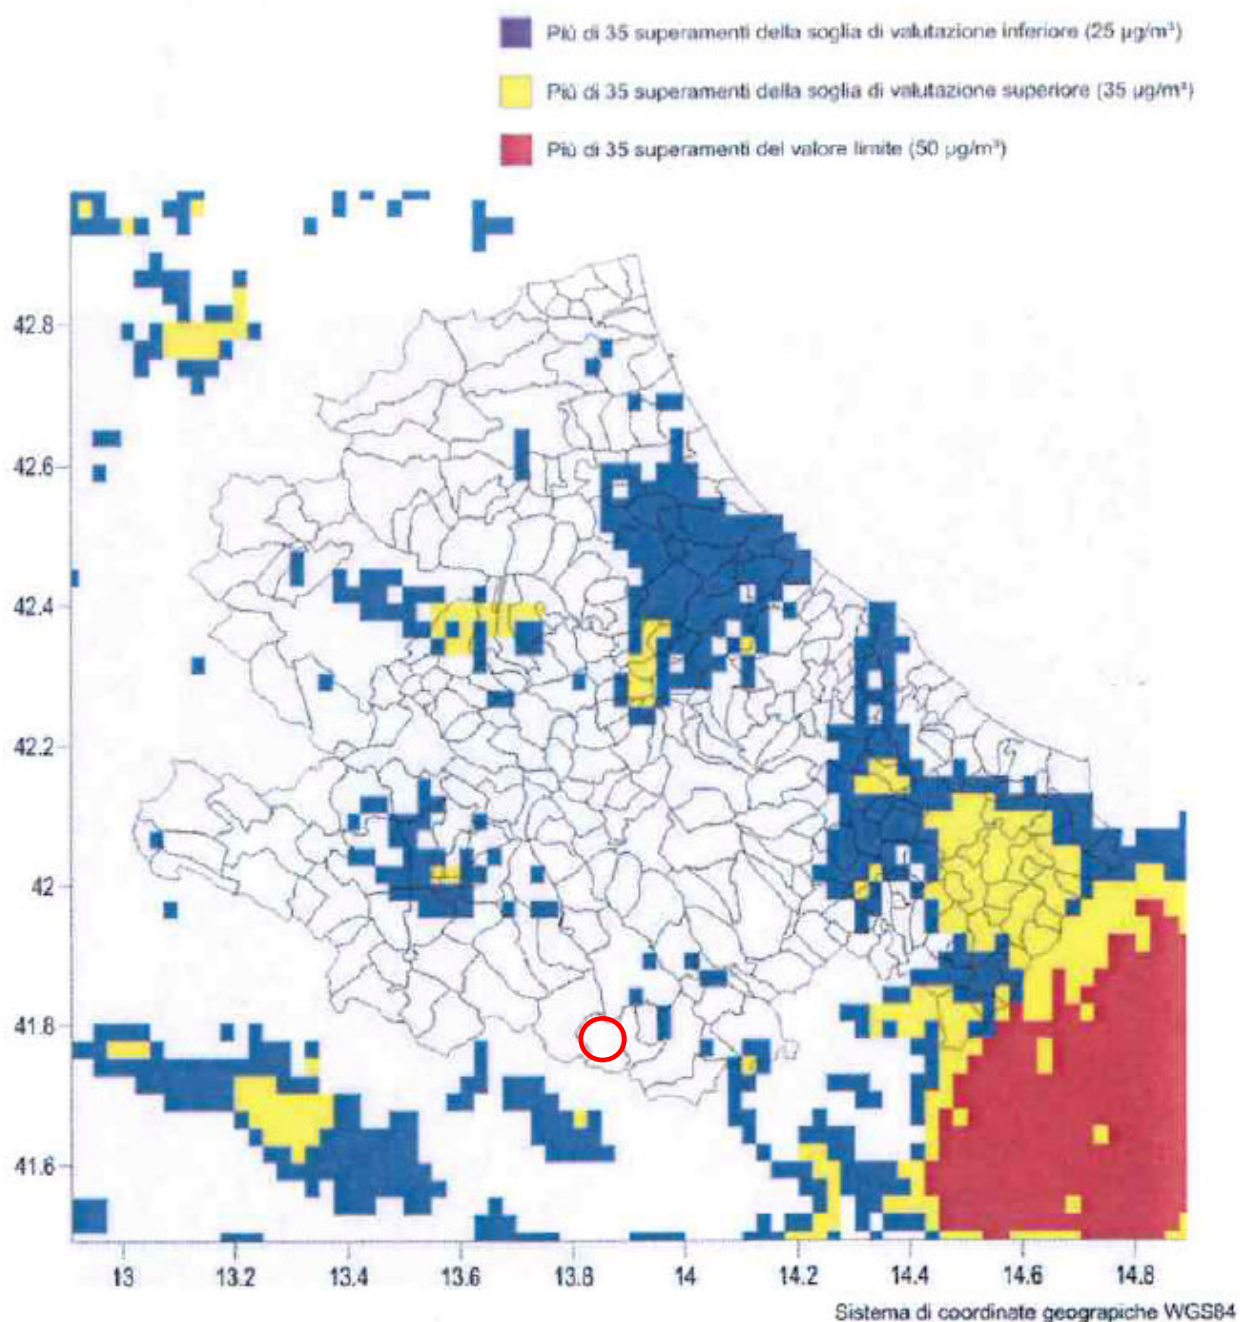 Più di 35 superamenti della soglia di valutazione inferiore (25 µg/m³)
Più di 35 superamenti della soglia di valutazione superiore (35 µg/m³)
Più di 35 superamenti del valore limite (50 µg/m³)
42.8
42.6
42.4
42.2
42
41.8
41.6
13 13.2 13.4 13.6 13.8 14 14.2 14.4 14.6 14.8
Sistema di coordinate geograpiche WGS84